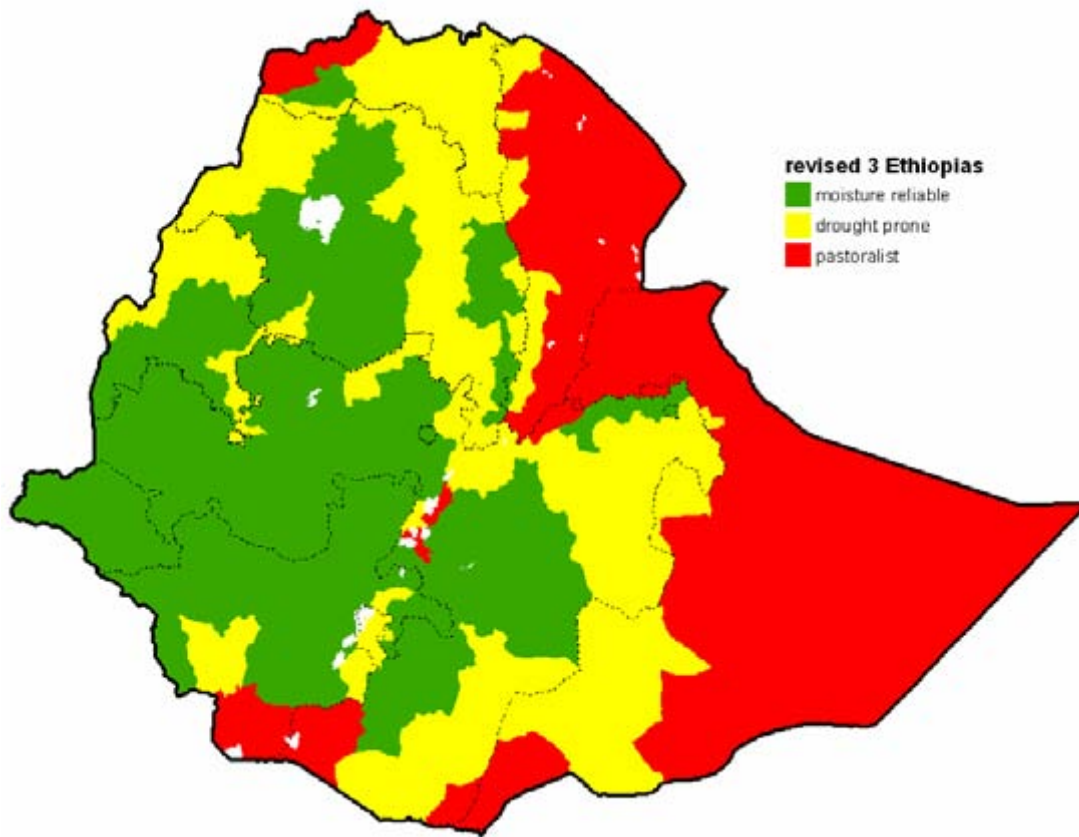 revised 3 Ethiopias
moisture reliable
drought prone
pastoralist